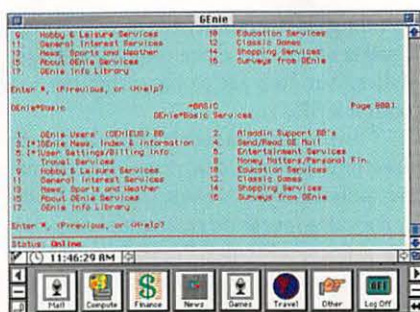 GEnie
9. Hobby & Leisure Services 10. Education Services
11. General Interest Services 12. Classic Games
13. News, Sports and Weather 14. Shopping Services
15. About GEnie Services 16. Surveys from GEnie
17. GEnie Info Library
Enter #, <P>revious, or <H>elp?
GEnie*Basic *BASIC Page 8001
GEnie*Basic Services
1. GEnie Users' (GENIEUS) BB 2. Aladdin Support BB's
3. [*]GEnie News, Index & Information 4. Send/Read GE Mail
5. [*]User Settings/Billing Info. 6. Entertainment Services
7. Travel Services 8. Money Matters/Personal Fin.
9. Hobby & Leisure Services 10. Education Services
11. General Interest Services 12. Classic Games
13. News, Sports and Weather 14. Shopping Services
15. About GEnie Services 16. Surveys from GEnie
17. GEnie Info Library
Enter #, <P>revious, or <H>elp?
Status: Online
11:46:29 AM
Mail Compute Finance News Games Travel Other Log Off